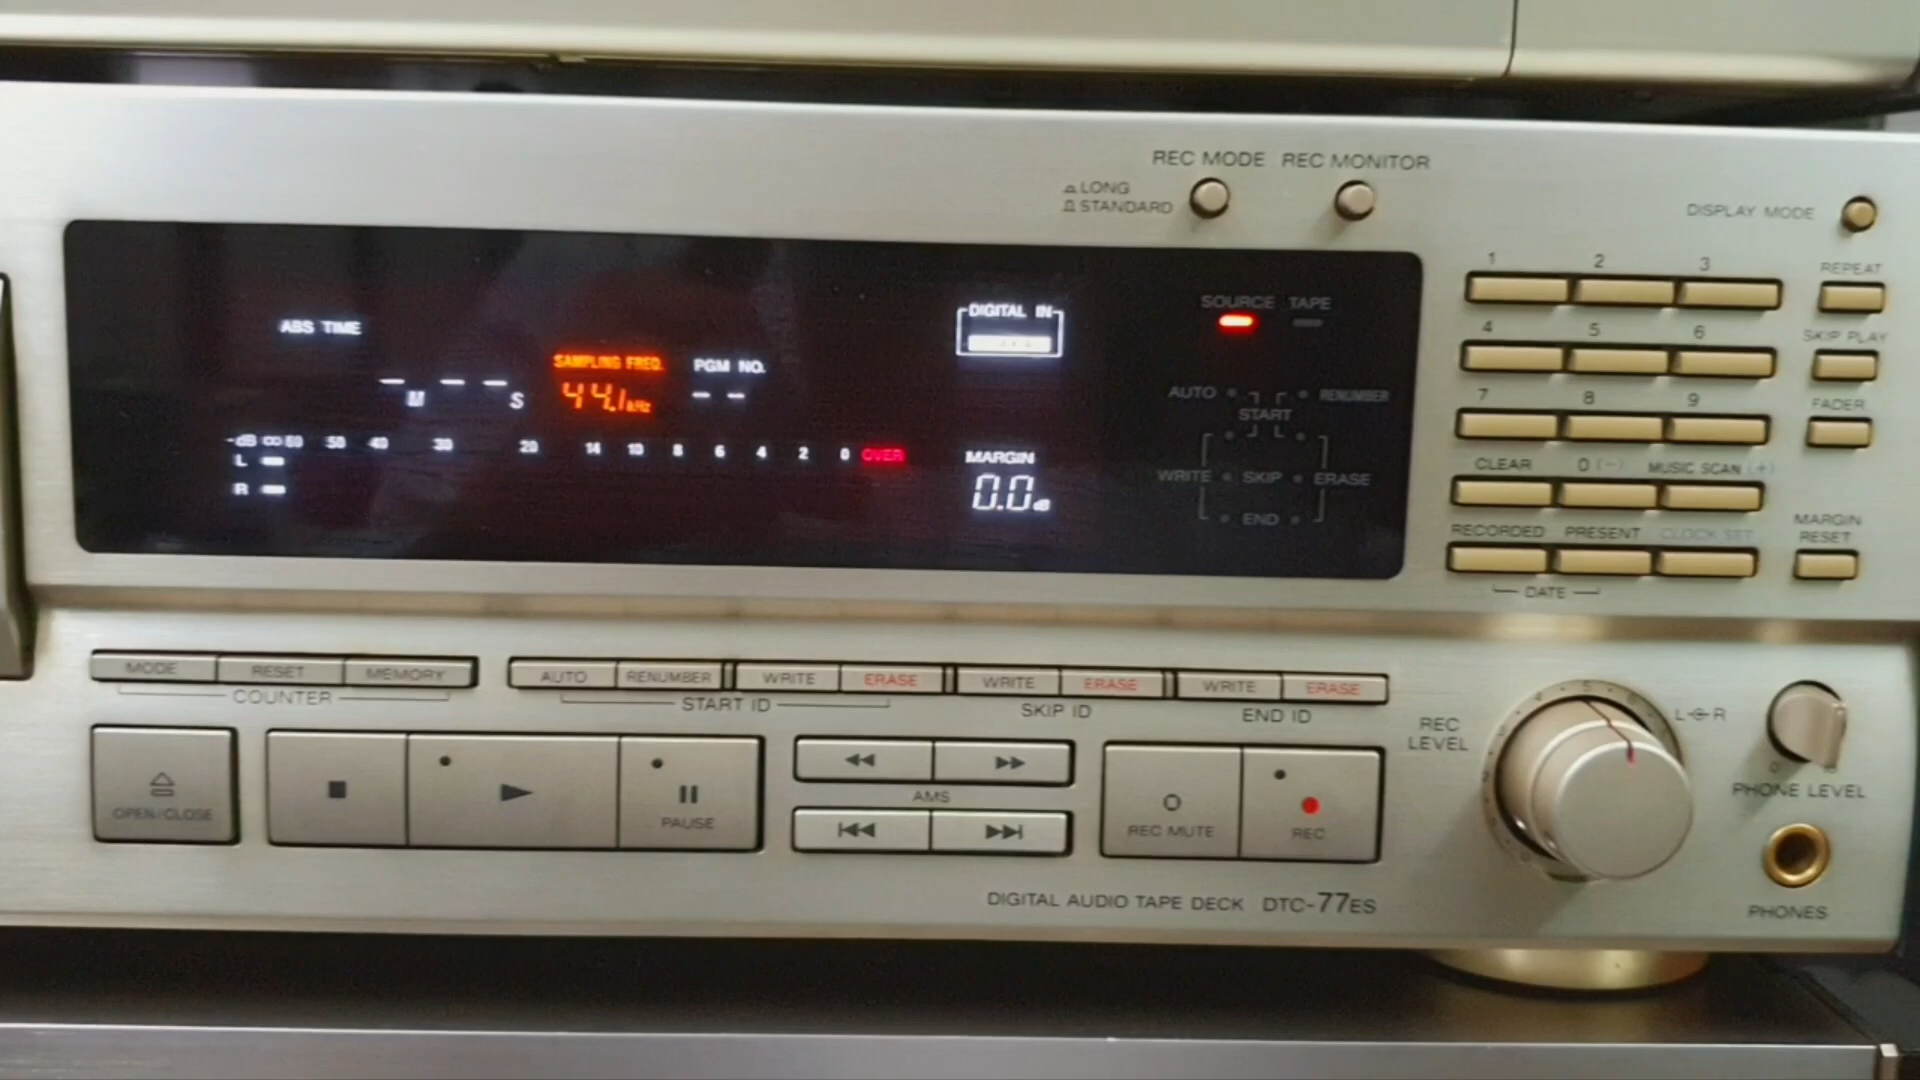 REC MODE REC MONITOR
LONG
STANDARD
DISPLAY MODE
1 2 3 REPEAT
4 5 6 SKIP PLAY
7 8 9 FADER
CLEAR 0 (−) MUSIC SCAN (+)
RECORDED PRESENT CLOCK SET
DATE
MARGIN
RESET
ABS TIME
M S
SAMPLING FREQ.
44.1kHz
PGM NO.
-- 
DIGITAL IN
SOURCE TAPE
-dB ∞ 60 50 40 30 20 14 10 8 6 4 2 0 OVER
L
R
MARGIN
0.0dB
AUTO RENUMBER
START
WRITE SKIP ERASE
END
MODE RESET MEMORY
COUNTER
AUTO RENUMBER WRITE ERASE
START ID
WRITE ERASE
SKIP ID
WRITE ERASE
END ID
OPEN/CLOSE
PAUSE
AMS
REC MUTE
REC
REC
LEVEL
L R
0 10
PHONE LEVEL
PHONES
DIGITAL AUDIO TAPE DECK DTC-77ES